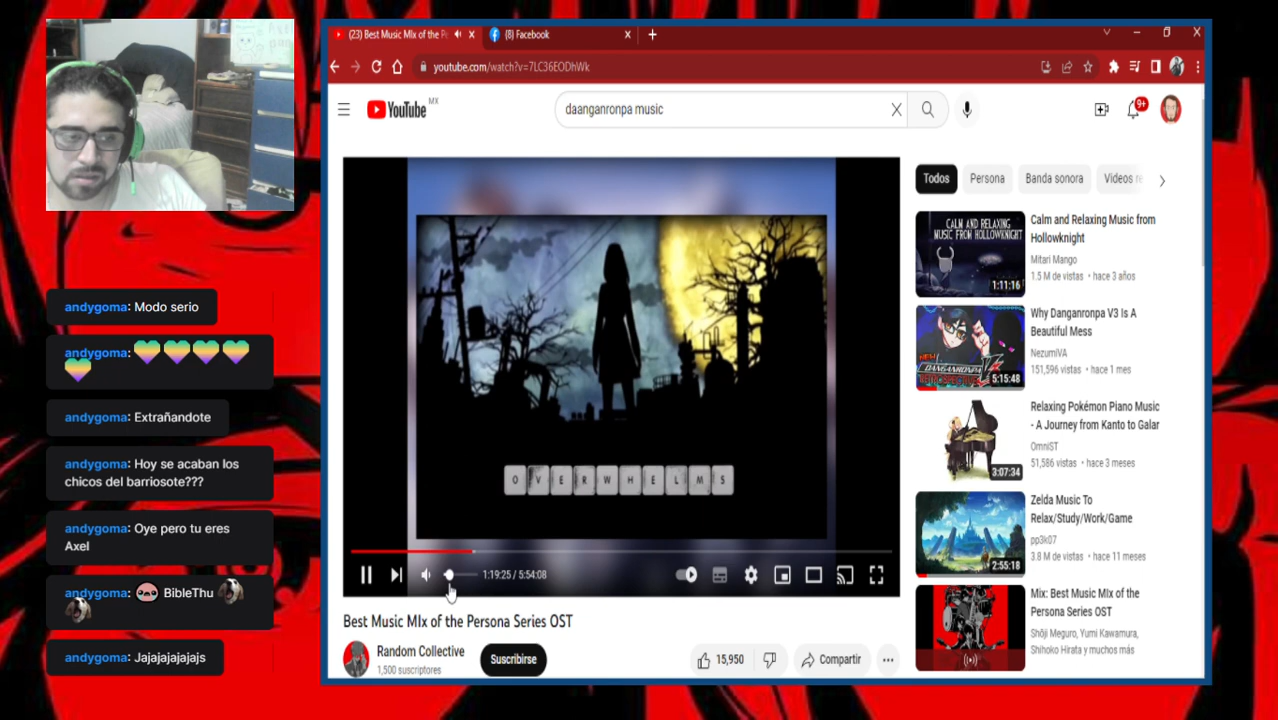 andygoma: Modo serio
andygoma:
andygoma: Extrañandote
andygoma: Hoy se acaban los
chicos del barriosote???
andygoma: Oye pero tu eres
Axel
andygoma: BibleThu
andygoma: Jajajajajajajs
(23) Best Music MIx of the Pe
(8) Facebook
youtube.com/watch?v=7LC36EODhWk
YouTube MX
daanganronpa music
9+
OVERWHELMS
1:19:25 / 5:54:08
Best Music MIx of the Persona Series OST
Random Collective
1,500 suscriptores
Suscribirse
15,950
Compartir
Todos
Persona
Banda sonora
Videos re
CALM AND RELAXING
MUSIC FROM HOLLOWKNIGHT
1:11:16
Calm and Relaxing Music from
Hollowknight
Mitari Mango
1.5 M de vistas • hace 3 años
NEW
DANGANRONPA V3
RETROSPECTIVE
5:15:48
Why Danganronpa V3 Is A
Beautiful Mess
NezumiVA
151,596 vistas • hace 1 mes
3:07:34
Relaxing Pokémon Piano Music
- A Journey from Kanto to Galar
OmniST
51,586 vistas • hace 3 meses
2:55:18
Zelda Music To
Relax/Study/Work/Game
pp3k07
3.8 M de vistas • hace 11 meses
Mix: Best Music MIx of the
Persona Series OST
Shōji Meguro, Yumi Kawamura,
Shihoko Hirata y muchos más